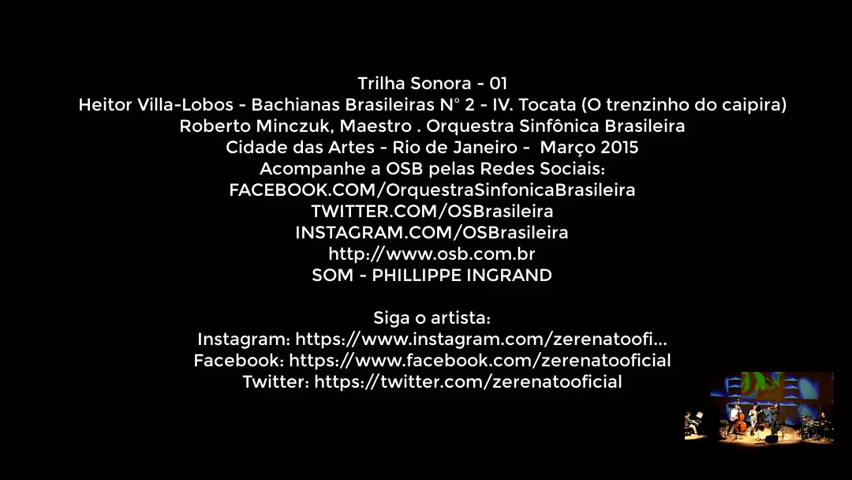 Trilha Sonora - 01
Heitor Villa-Lobos - Bachianas Brasileiras N° 2 - IV. Tocata (O trenzinho do caipira)
Roberto Minczuk, Maestro . Orquestra Sinfônica Brasileira
Cidade das Artes - Rio de Janeiro - Março 2015
Acompanhe a OSB pelas Redes Sociais:
FACEBOOK.COM/OrquestraSinfonicaBrasileira
TWITTER.COM/OSBrasileira
INSTAGRAM.COM/OSBrasileira
http://www.osb.com.br
SOM - PHILLIPPE INGRAND
Siga o artista:
Instagram: https://www.instagram.com/zerenatoofi...
Facebook: https://www.facebook.com/zerenatooficial
Twitter: https://twitter.com/zerenatooficial